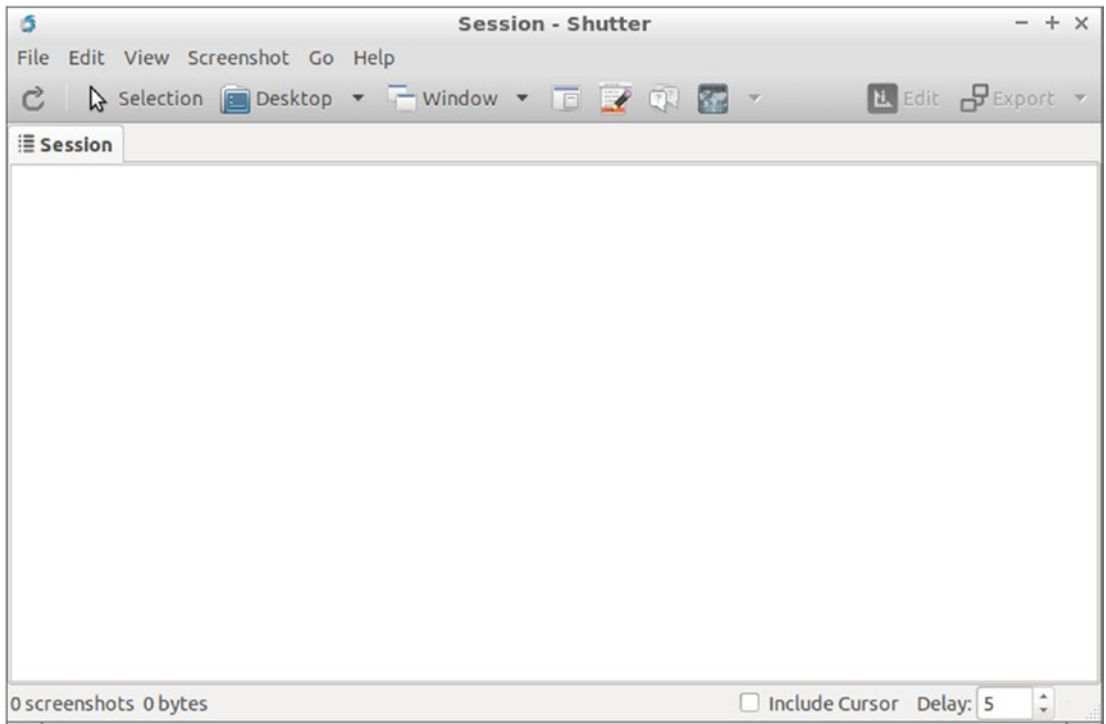 Session - Shutter
File Edit View Screenshot Go Help
Selection Desktop Window Edit Export
Session
0 screenshots 0 bytes Include Cursor Delay: 5